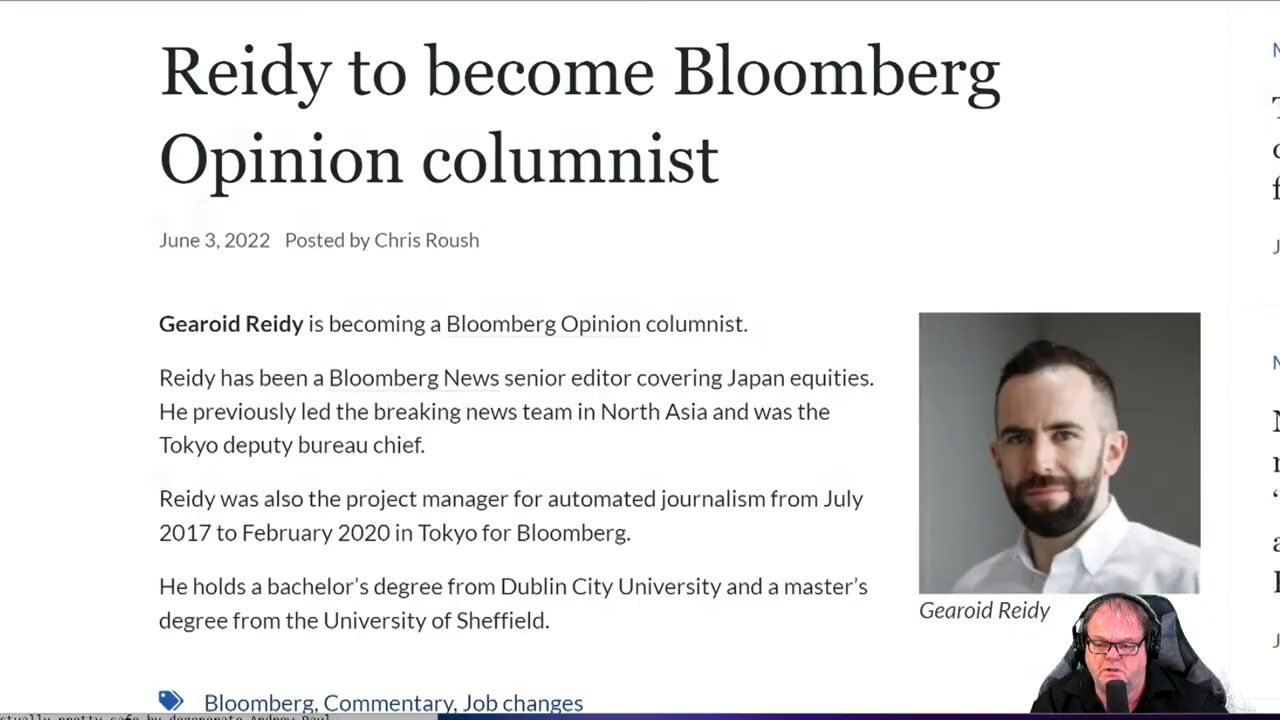 Reidy to become Bloomberg
Opinion columnist
June 3, 2022 Posted by Chris Roush
Gearoid Reidy is becoming a Bloomberg Opinion columnist.
Reidy has been a Bloomberg News senior editor covering Japan equities.
He previously led the breaking news team in North Asia and was the
Tokyo deputy bureau chief.
Reidy was also the project manager for automated journalism from July
2017 to February 2020 in Tokyo for Bloomberg.
He holds a bachelor’s degree from Dublin City University and a master’s
degree from the University of Sheffield.
Gearoid Reidy
Bloomberg, Commentary, Job changes